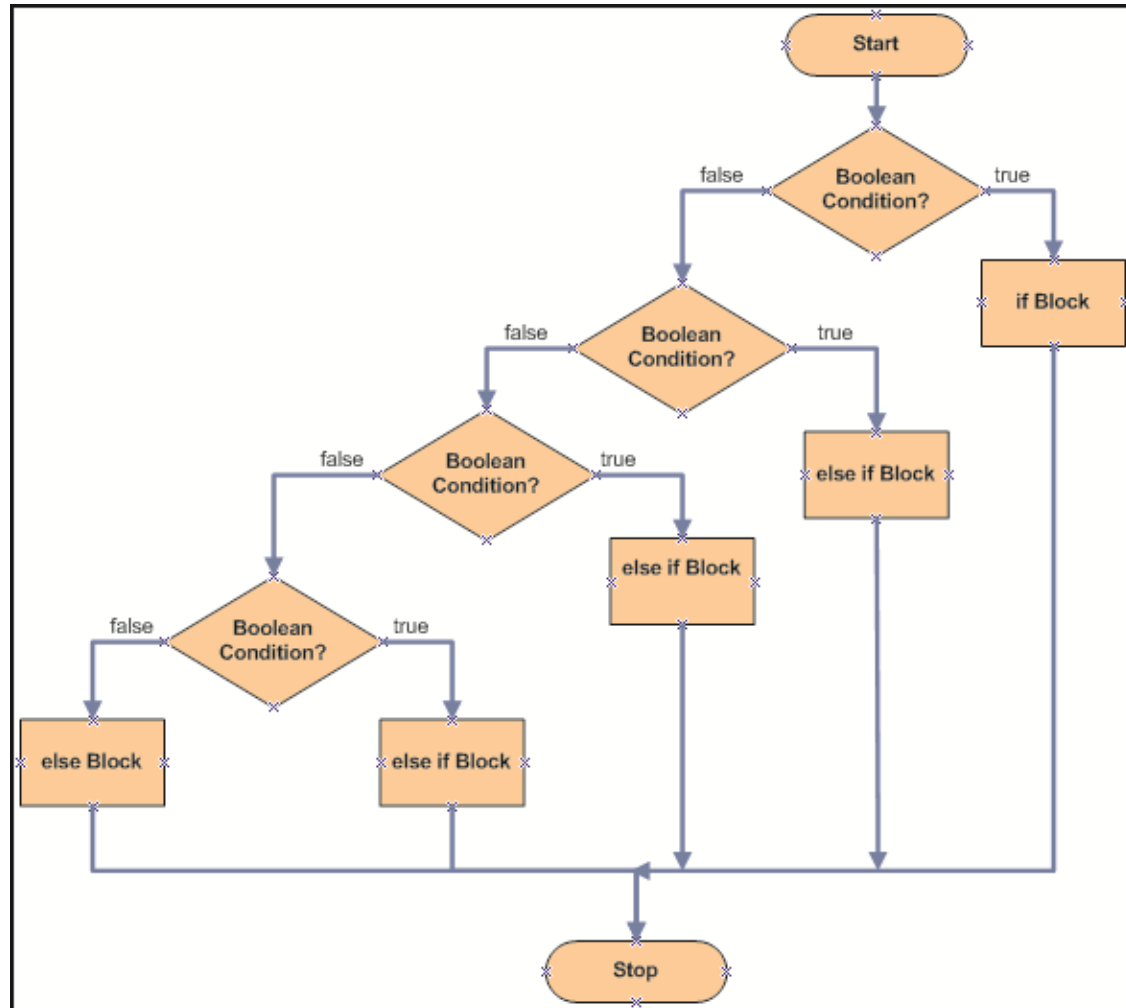 Start
false
Boolean
Condition?
true
if Block
false
Boolean
Condition?
true
else if Block
false
Boolean
Condition?
true
else if Block
false
Boolean
Condition?
true
else Block
else if Block
Stop